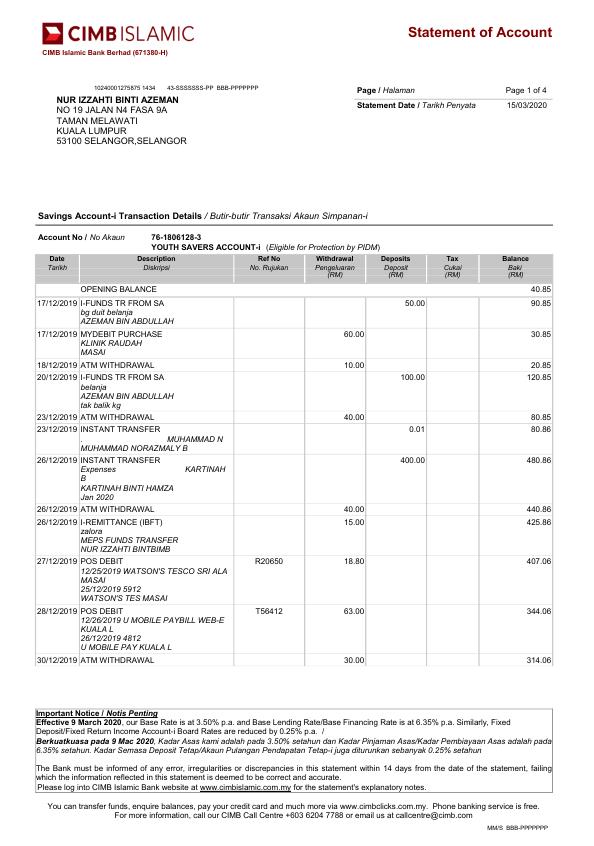 CIMB ISLAMIC
Statement of Account
CIMB Islamic Bank Berhad (671380-H)
10240001275875 1434 43-SSSSSSS-PP BBB-PPPPPPP
NUR IZZAHTI BINTI AZEMAN
NO 19 JALAN N4 FASA 9A
TAMAN MELAWATI
KUALA LUMPUR
53100 SELANGOR,SELANGOR
Page / Halaman Page 1 of 4
Statement Date / Tarikh Penyata 15/03/2020
Savings Account-i Transaction Details / Butir-butir Transaksi Akaun Simpanan-i
Account No / No Akaun 76-1806128-3
YOUTH SAVERS ACCOUNT-i (Eligible for Protection by PIDM)
Date Description Ref No Withdrawal Deposits Tax Balance
Tarikh Diskripsi No. Rujukan Pengeluaran Deposit Cukai Baki
(RM) (RM) (RM) (RM)
OPENING BALANCE 40.85
17/12/2019 I-FUNDS TR FROM SA 50.00 90.85
bg duit belanja
AZEMAN BIN ABDULLAH
17/12/2019 MYDEBIT PURCHASE 60.00 30.85
KLINIK RAUDAH
MASAI
18/12/2019 ATM WITHDRAWAL 10.00 20.85
20/12/2019 I-FUNDS TR FROM SA 100.00 120.85
belanja
AZEMAN BIN ABDULLAH
tak balik kg
23/12/2019 ATM WITHDRAWAL 40.00 80.85
23/12/2019 INSTANT TRANSFER 0.01 80.86
. MUHAMMAD N
MUHAMMAD NORAZMALY B
26/12/2019 INSTANT TRANSFER 400.00 480.86
Expenses KARTINAH
B
KARTINAH BINTI HAMZA
Jan 2020
26/12/2019 ATM WITHDRAWAL 40.00 440.86
26/12/2019 I-REMITTANCE (IBFT) 15.00 425.86
zalora
MEPS FUNDS TRANSFER
NUR IZZAHTI BINTBIMB
27/12/2019 POS DEBIT R20650 18.80 407.06
12/25/2019 WATSON'S TESCO SRI ALA
MASAI
25/12/2019 5912
WATSON'S TES MASAI
28/12/2019 POS DEBIT T56412 63.00 344.06
12/26/2019 U MOBILE PAYBILL WEB-E
KUALA L
26/12/2019 4812
U MOBILE PAY KUALA L
30/12/2019 ATM WITHDRAWAL 30.00 314.06
Important Notice / Notis Penting
Effective 9 March 2020, our Base Rate is at 3.50% p.a. and Base Lending Rate/Base Financing Rate is at 6.35% p.a. Similarly, Fixed
Deposit/Fixed Return Income Account-i Board Rates are reduced by 0.25% p.a. /
Berkuatkuasa pada 9 Mac 2020, Kadar Asas kami adalah pada 3.50% setahun dan Kadar Pinjaman Asas/Kadar Pembiayaan Asas adalah pada
6.35% setahun. Kadar Semasa Deposit Tetap/Akaun Pulangan Pendapatan Tetap-i juga diturunkan sebanyak 0.25% setahun
The Bank must be informed of any error, irregularities or discrepancies in this statement within 14 days from the date of the statement, failing
which the information reflected in this statement is deemed to be correct and accurate.
Please log into CIMB Islamic Bank website at www.cimbislamic.com.my for the statement's explanatory notes.
You can transfer funds, enquire balances, pay your credit card and much more via www.cimbclicks.com.my. Phone banking service is free.
For more information, call our CIMB Call Centre +603 6204 7788 or email us at callcentre@cimb.com
MM/S BBB-PPPPPPP